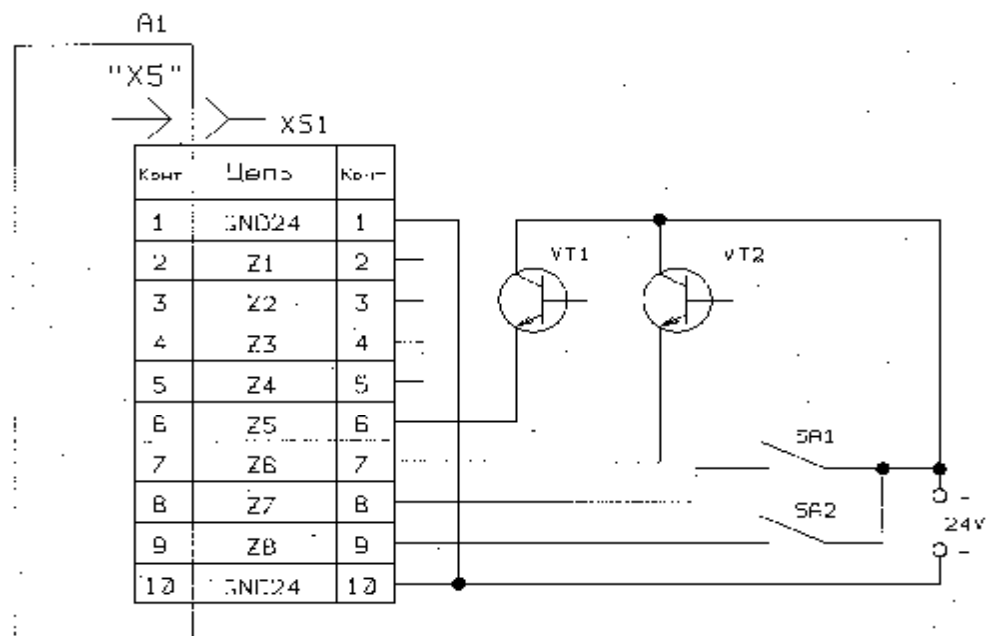 A1
"X5"
XS1
Конт Цепь Конт
1 GND24 1
2 Z1 2
3 Z2 3
4 Z3 4
5 Z4 5
6 Z5 6
7 Z6 7
8 Z7 8
9 Z8 9
10 GND24 10
VT1
VT2
SA1
SA2
-
24V
-